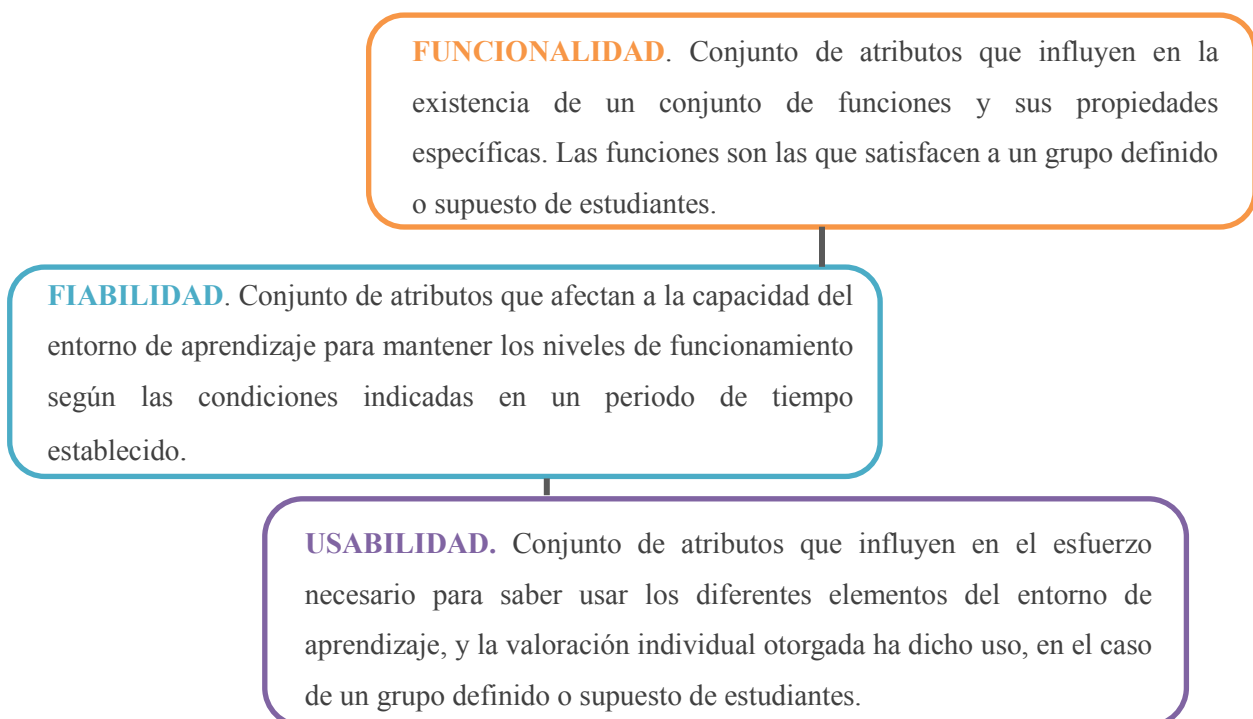 FUNCIONALIDAD. Conjunto de atributos que influyen en la
existencia de un conjunto de funciones y sus propiedades
específicas. Las funciones son las que satisfacen a un grupo definido
o supuesto de estudiantes.
FIABILIDAD. Conjunto de atributos que afectan a la capacidad del
entorno de aprendizaje para mantener los niveles de funcionamiento
según las condiciones indicadas en un periodo de tiempo
establecido.
USABILIDAD. Conjunto de atributos que influyen en el esfuerzo
necesario para saber usar los diferentes elementos del entorno de
aprendizaje, y la valoración individual otorgada ha dicho uso, en el caso
de un grupo definido o supuesto de estudiantes.